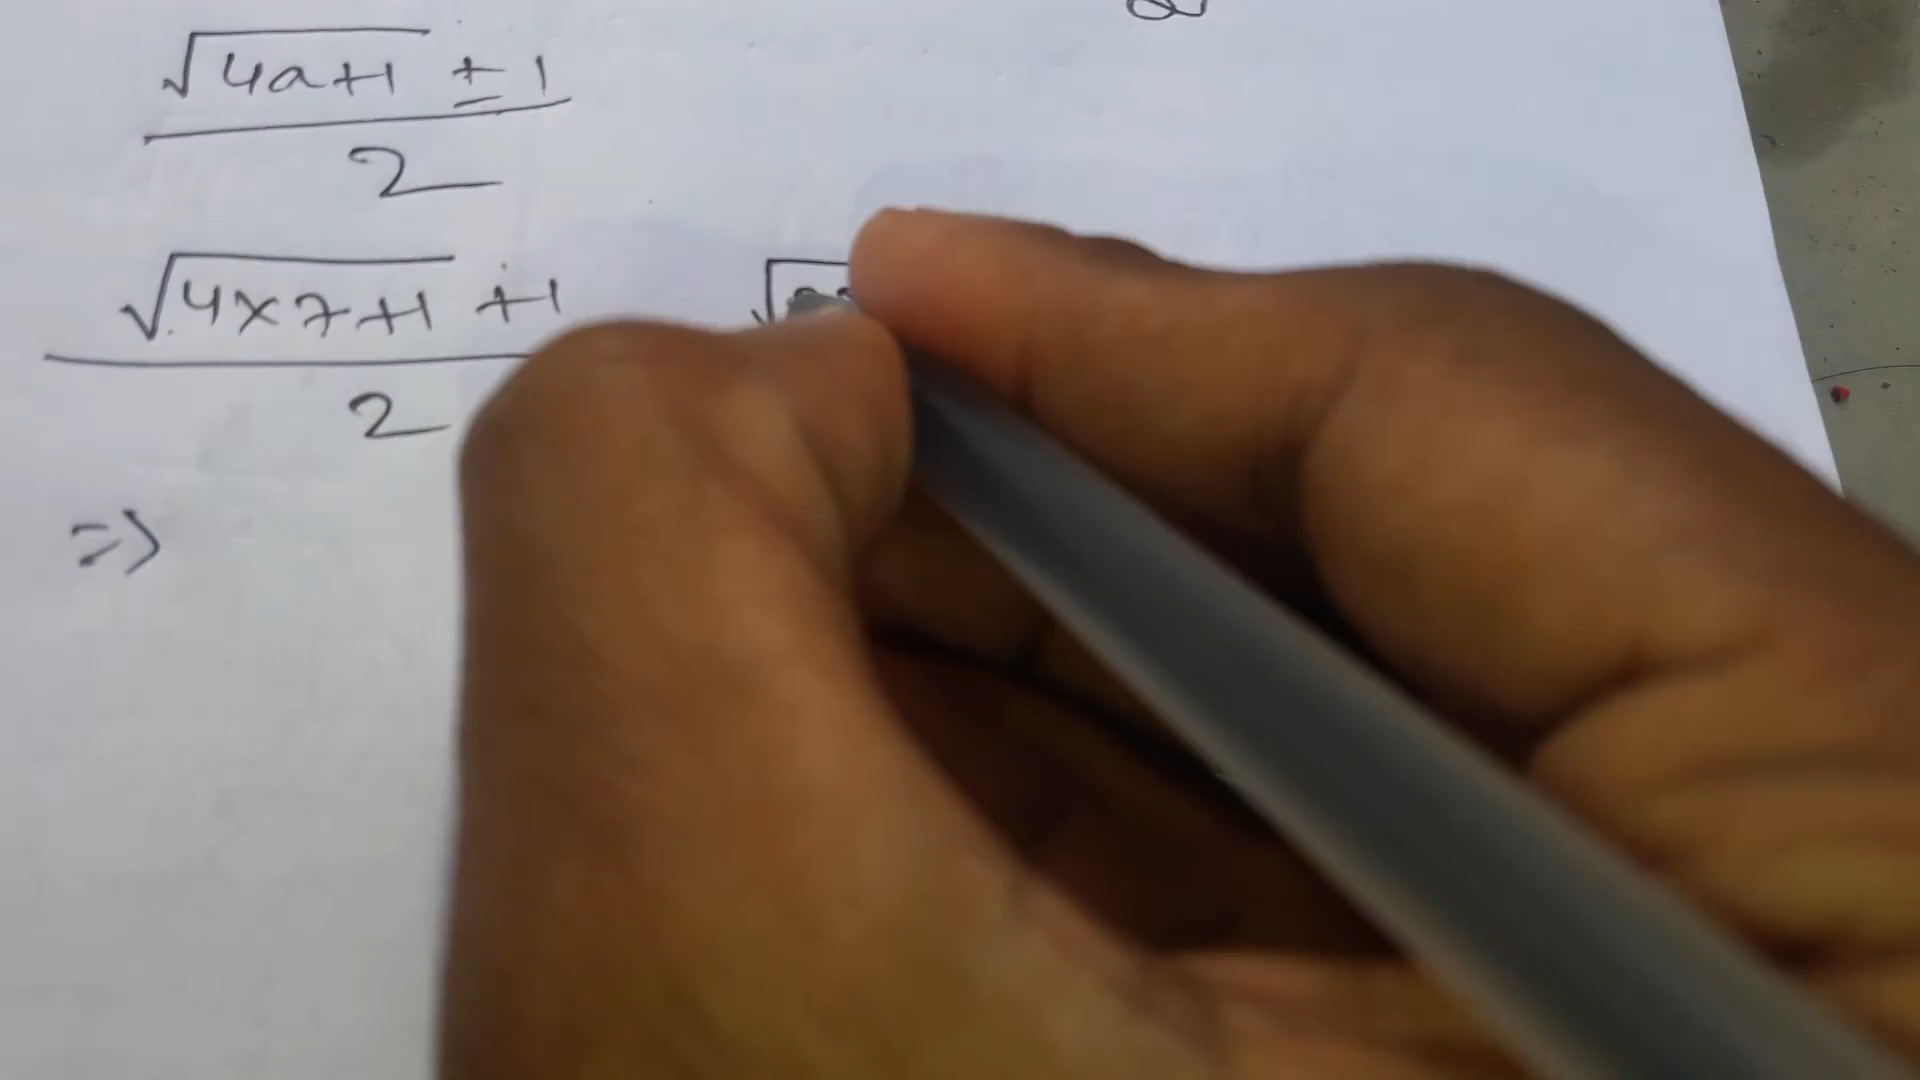 √4a+1 ± 1
2
√4×7+1 +1
2
⇒